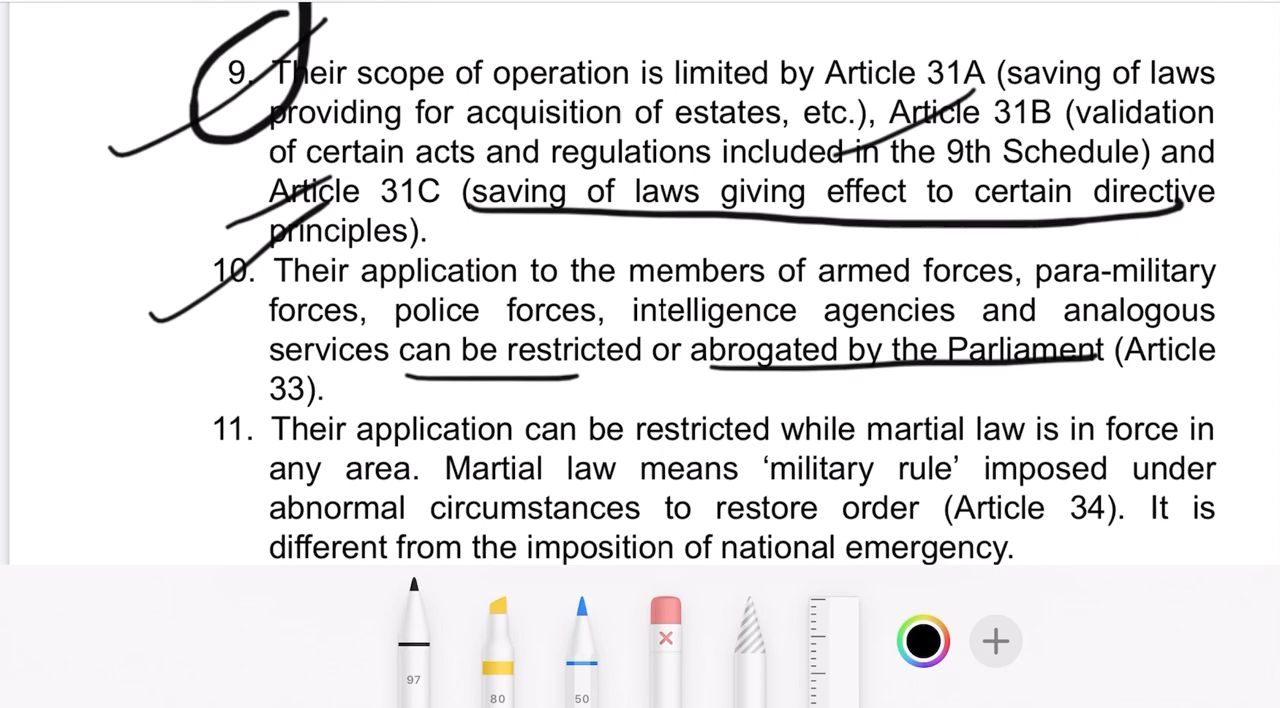 9. Their scope of operation is limited by Article 31A (saving of laws
providing for acquisition of estates, etc.), Article 31B (validation
of certain acts and regulations included in the 9th Schedule) and
Article 31C (saving of laws giving effect to certain directive
principles).
10. Their application to the members of armed forces, para-military
forces, police forces, intelligence agencies and analogous
services can be restricted or abrogated by the Parliament (Article
33).
11. Their application can be restricted while martial law is in force in
any area. Martial law means ‘military rule’ imposed under
abnormal circumstances to restore order (Article 34). It is
different from the imposition of national emergency.
97
80
50